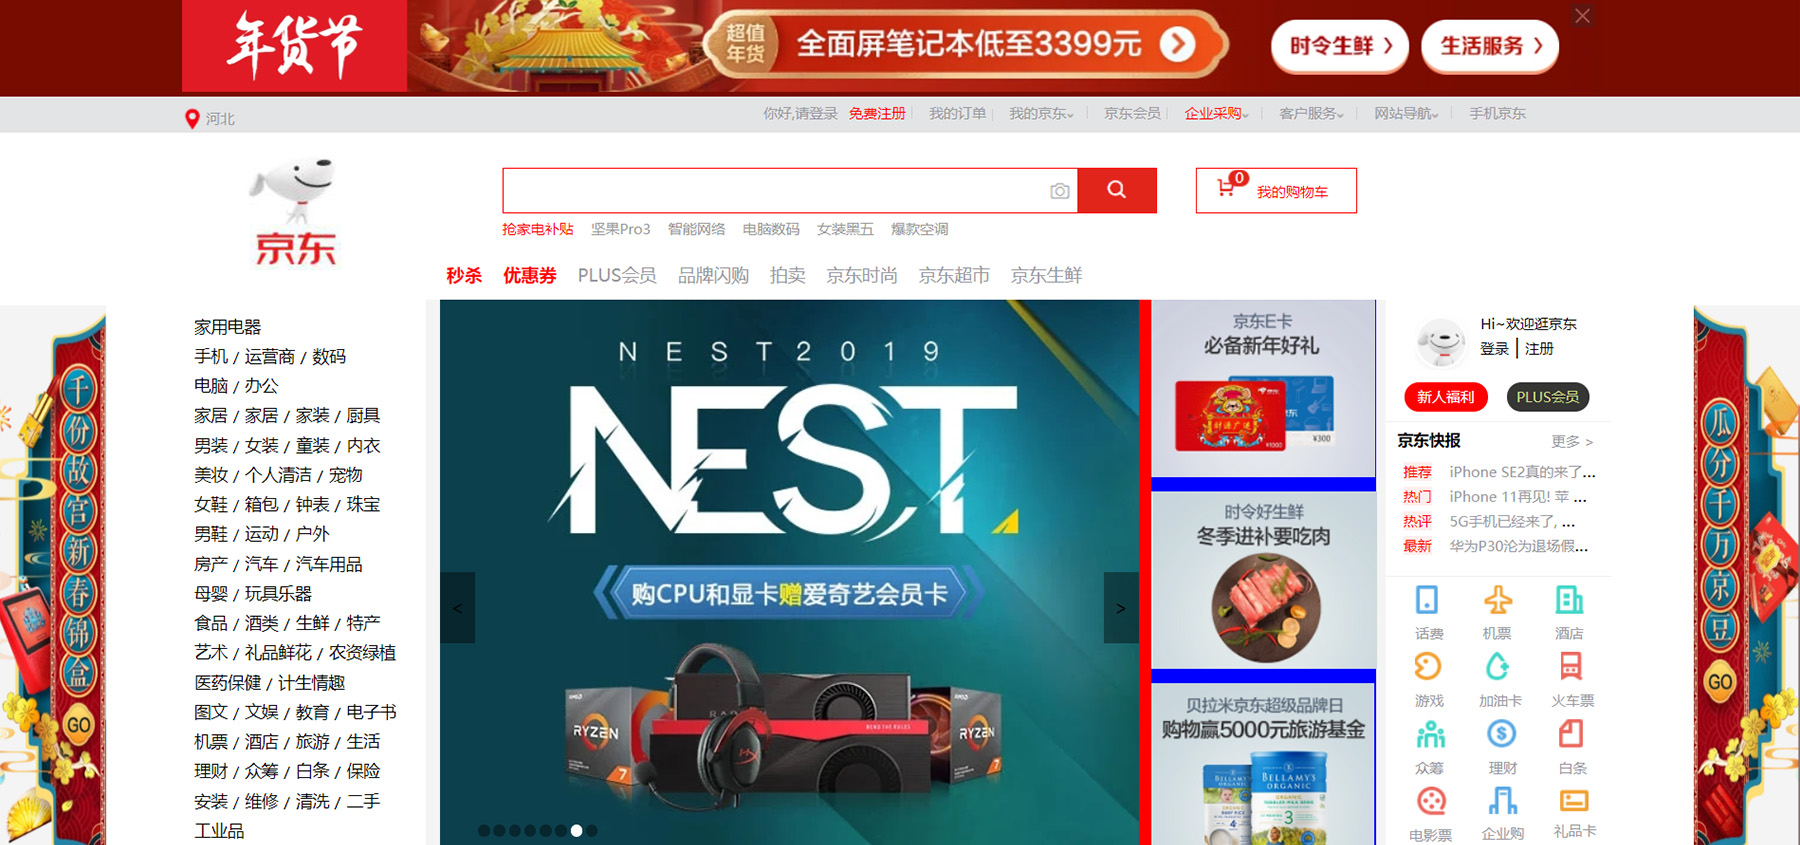 年货节
超值
年货
全面屏笔记本低至3399元
时令生鲜 >
生活服务 >
河北
你好,请登录 免费注册 我的订单 我的京东 京东会员 企业采购 客户服务 网站导航 手机京东
京东
0
我的购物车
抢家电补贴 坚果Pro3 智能网络 电脑数码 女装黑五 爆款空调
秒杀 优惠券 PLUS会员 品牌闪购 拍卖 京东时尚 京东超市 京东生鲜
千份故宫新春锦盒
GO
家用电器
手机 / 运营商 / 数码
电脑 / 办公
家居 / 家居 / 家装 / 厨具
男装 / 女装 / 童装 / 内衣
美妆 / 个人清洁 / 宠物
女鞋 / 箱包 / 钟表 / 珠宝
男鞋 / 运动 / 户外
房产 / 汽车 / 汽车用品
母婴 / 玩具乐器
食品 / 酒类 / 生鲜 / 特产
艺术 / 礼品鲜花 / 农资绿植
医药保健 / 计生情趣
图文 / 文娱 / 教育 / 电子书
机票 / 酒店 / 旅游 / 生活
理财 / 众筹 / 白条 / 保险
安装 / 维修 / 清洗 / 二手
工业品
NEST2019
NEST.
购CPU和显卡赠爱奇艺会员卡
<
>
AMD
RYZEN
7
AMD
RYZEN
7
京东E卡
必备新年好礼
财源广进
¥1000
¥300
时令好生鲜
冬季进补要吃肉
贝拉米京东超级品牌日
购物赢5000元旅游基金
BELLAMY'S
ORGANIC
4
BELLAMY'S
ORGANIC
3
Hi~欢迎逛京东
登录 | 注册
新人福利
PLUS会员
京东快报
更多 >
推荐 iPhone SE2真的来了...
热门 iPhone 11再见! 苹 ...
热评 5G手机已经来了, ...
最新 华为P30沦为退场假...
话费 机票 酒店
游戏 加油卡 火车票
众筹 理财 白条
电影票 企业购 礼品卡
瓜分千万京豆
GO